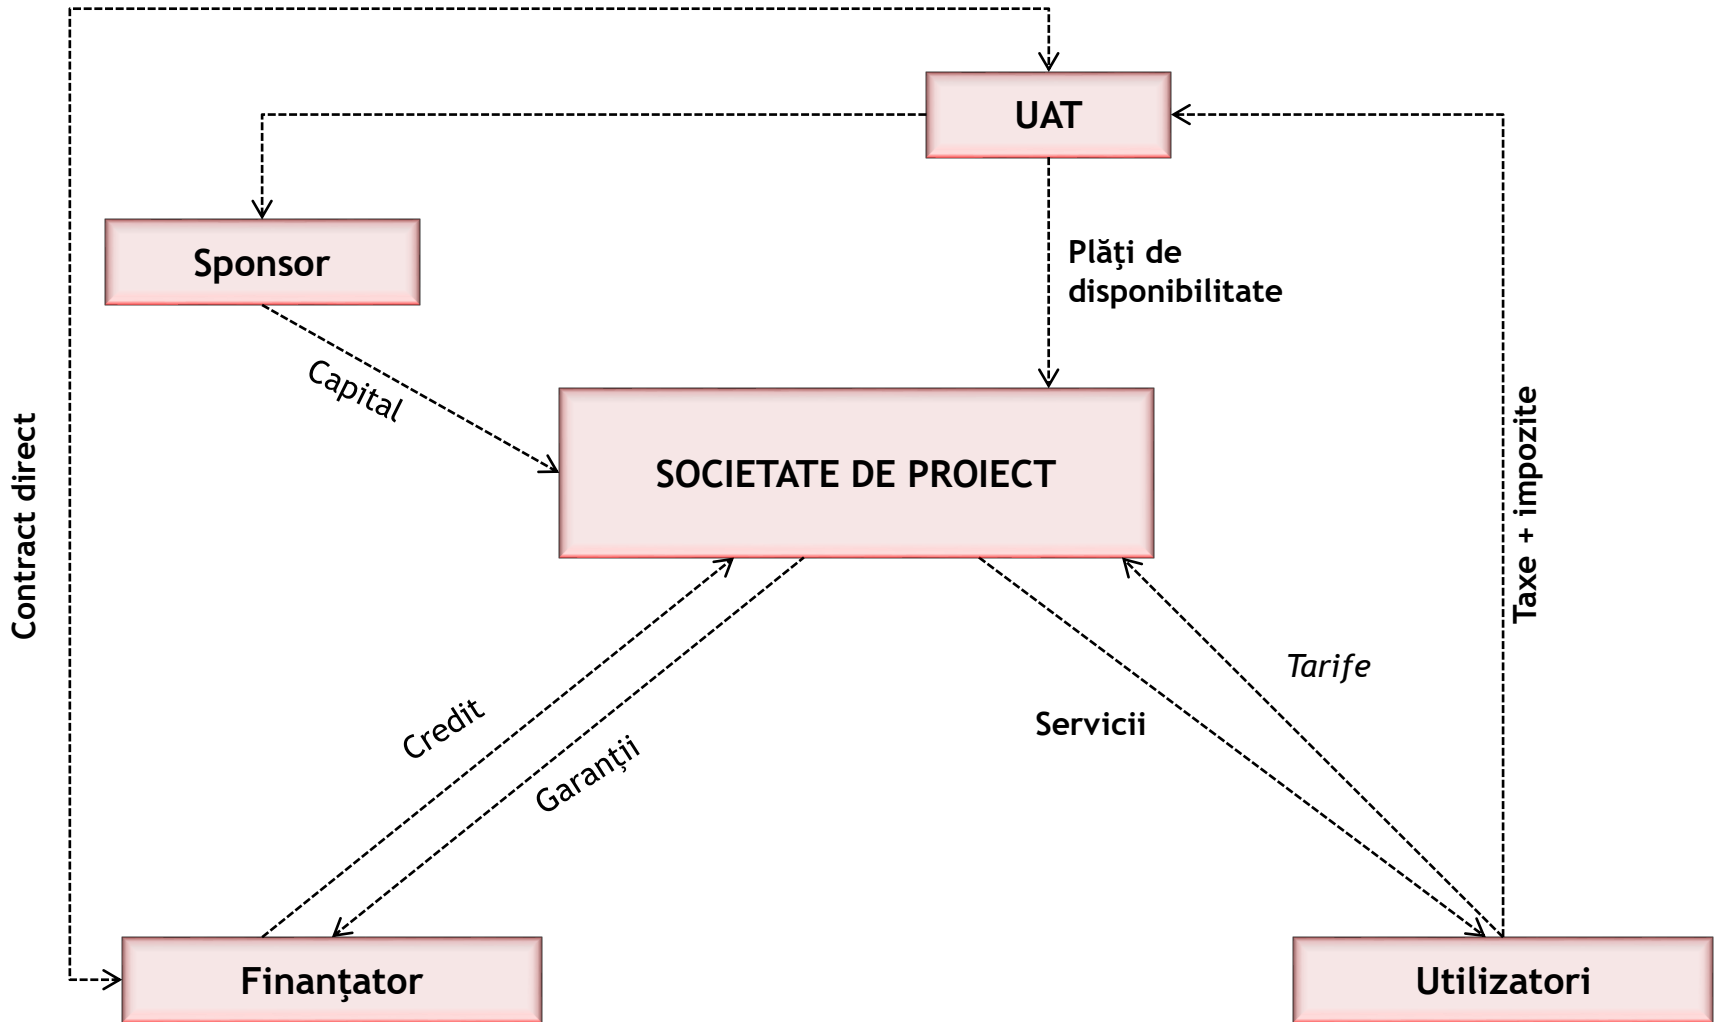 UAT
Sponsor
Plăţi de
disponibilitate
Capital
SOCIETATE DE PROIECT
Contract direct
Taxe + impozite
Tarife
Credit
Servicii
Garanţii
Finanţator
Utilizatori